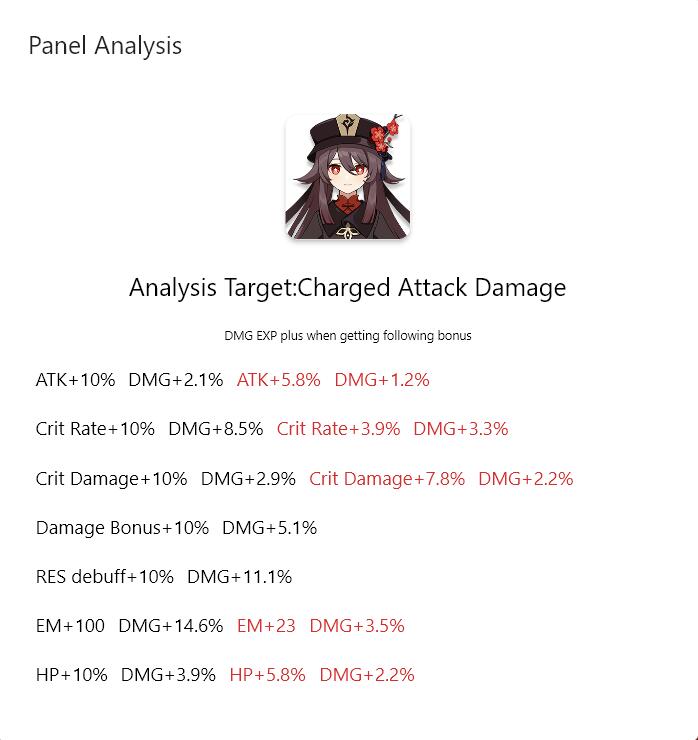 Panel Analysis
Analysis Target:Charged Attack Damage
DMG EXP plus when getting following bonus
ATK+10% DMG+2.1% ATK+5.8% DMG+1.2%
Crit Rate+10% DMG+8.5% Crit Rate+3.9% DMG+3.3%
Crit Damage+10% DMG+2.9% Crit Damage+7.8% DMG+2.2%
Damage Bonus+10% DMG+5.1%
RES debuff+10% DMG+11.1%
EM+100 DMG+14.6% EM+23 DMG+3.5%
HP+10% DMG+3.9% HP+5.8% DMG+2.2%